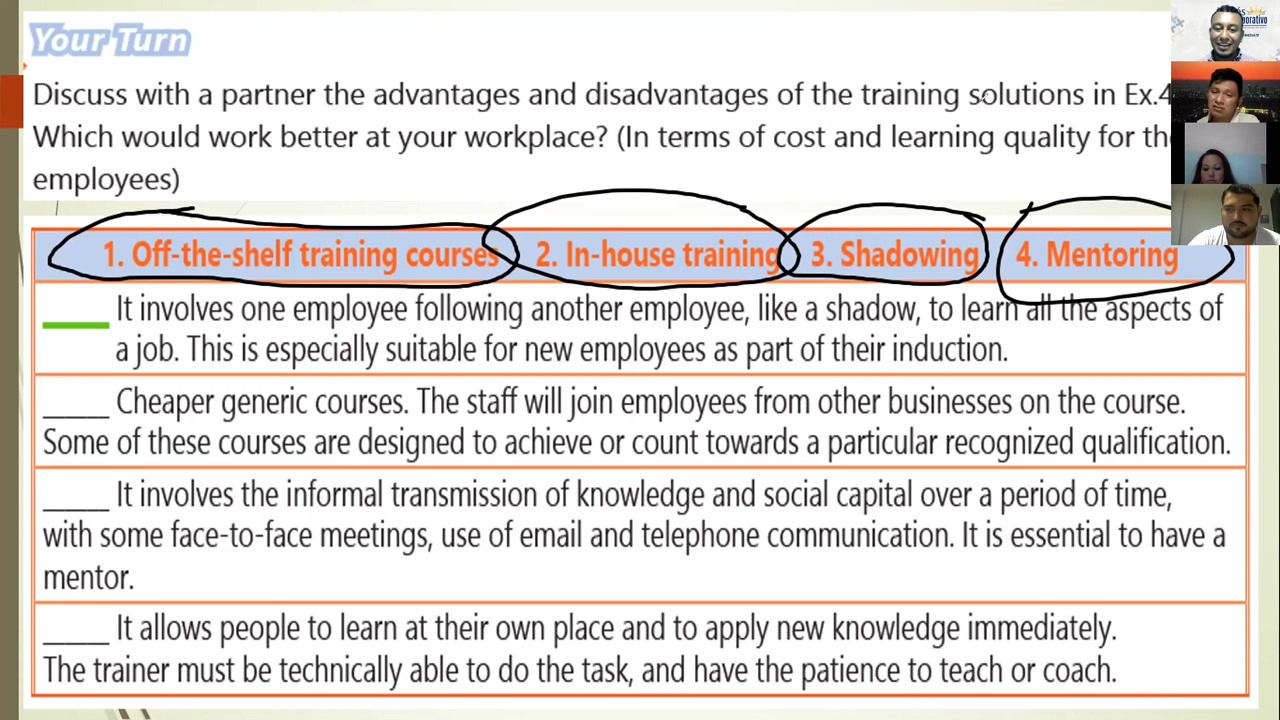 Your Turn
Discuss with a partner the advantages and disadvantages of the training solutions in Ex.4
Which would work better at your workplace? (In terms of cost and learning quality for
employees)
1. Off-the-shelf training courses 2. In-house training 3. Shadowing 4. Mentoring
____ It involves one employee following another employee, like a shadow, to learn all the aspects of
a job. This is especially suitable for new employees as part of their induction.
____ Cheaper generic courses. The staff will join employees from other businesses on the course.
Some of these courses are designed to achieve or count towards a particular recognized qualification.
____ It involves the informal transmission of knowledge and social capital over a period of time,
with some face-to-face meetings, use of email and telephone communication. It is essential to have a
mentor.
____ It allows people to learn at their own place and to apply new knowledge immediately.
The trainer must be technically able to do the task, and have the patience to teach or coach.